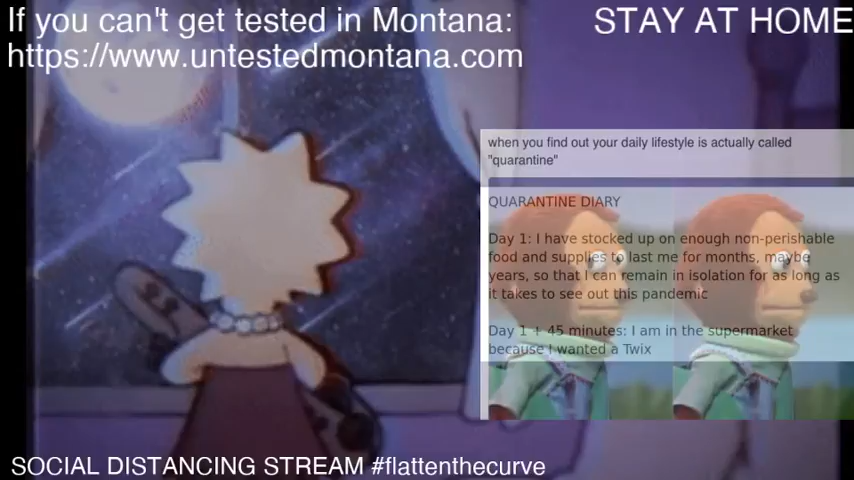 If you can't get tested in Montana:
https://www.untestedmontana.com
STAY AT HOME
when you find out your daily lifestyle is actually called
"quarantine"
QUARANTINE DIARY
Day 1: I have stocked up on enough non-perishable
food and supplies to last me for months, maybe
years, so that I can remain in isolation for as long as
it takes to see out this pandemic
Day 1 + 45 minutes: I am in the supermarket
because I wanted a Twix
SOCIAL DISTANCING STREAM #flattenthecurve